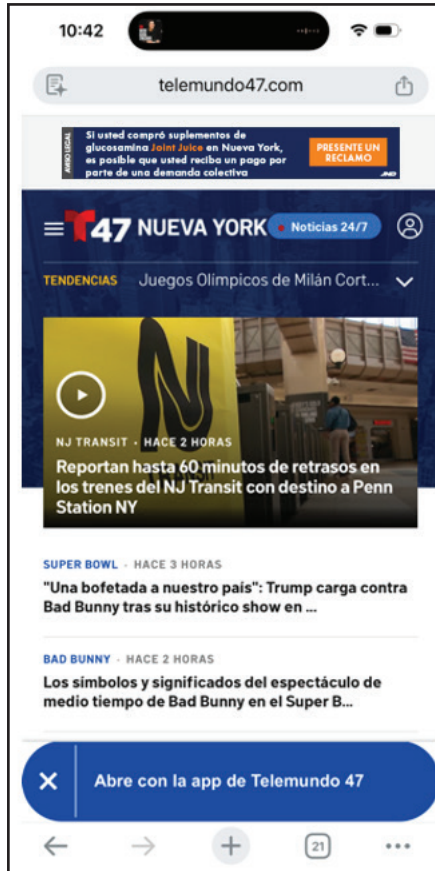 10:42
telemundo47.com
AVISO LEGAL
Si usted compró suplementos de
glucosamina Joint Juice en Nueva York,
es posible que usted reciba un pago por
parte de una demanda colectiva
PRESENTE UN
RECLAMO
JND
T47 NUEVA YORK
Noticias 24/7
TENDENCIAS Juegos Olímpicos de Milán Cort...
TRANSIT
NJ TRANSIT · HACE 2 HORAS
Reportan hasta 60 minutos de retrasos en
los trenes del NJ Transit con destino a Penn
Station NY
SUPER BOWL · HACE 3 HORAS
"Una bofetada a nuestro país": Trump carga contra
Bad Bunny tras su histórico show en ...
BAD BUNNY · HACE 2 HORAS
Los símbolos y significados del espectáculo de
medio tiempo de Bad Bunny en el Super B...
Abre con la app de Telemundo 47
21